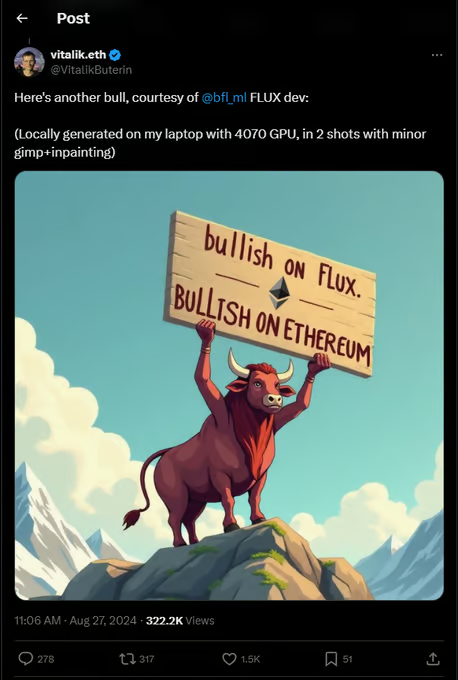 Post
vitalik.eth
@VitalikButerin
Here's another bull, courtesy of @bfl_ml FLUX dev:
(Locally generated on my laptop with 4070 GPU, in 2 shots with minor
gimp+inpainting)
bullish ON FLUX.
BULLISH ON ETHEREUM
11:06 AM · Aug 27, 2024 · 322.2K Views
278 317 1.5K 51